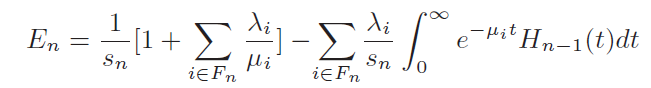 E_n = \frac{1}{s_n}[1 + \sum_{i \in F_n} \frac{\lambda_i}{\mu_i}] - \sum_{i \in F_n} \frac{\lambda_i}{s_n} \int_0^\infty e^{-\mu_i t} H_{n-1}(t)dt